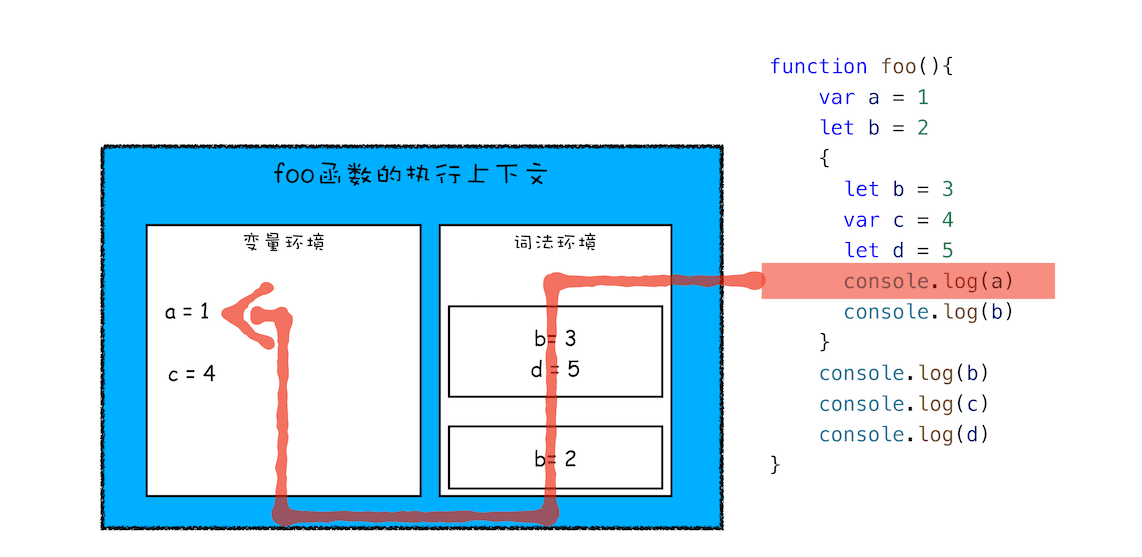 foo函数的执行上下文
变量环境
a = 1
c = 4
词法环境
b= 3
d = 5
b= 2
function foo(){
    var a = 1
    let b = 2
    {
      let b = 3
      var c = 4
      let d = 5
      console.log(a)
      console.log(b)
    }
    console.log(b)
    console.log(c)
    console.log(d)
}